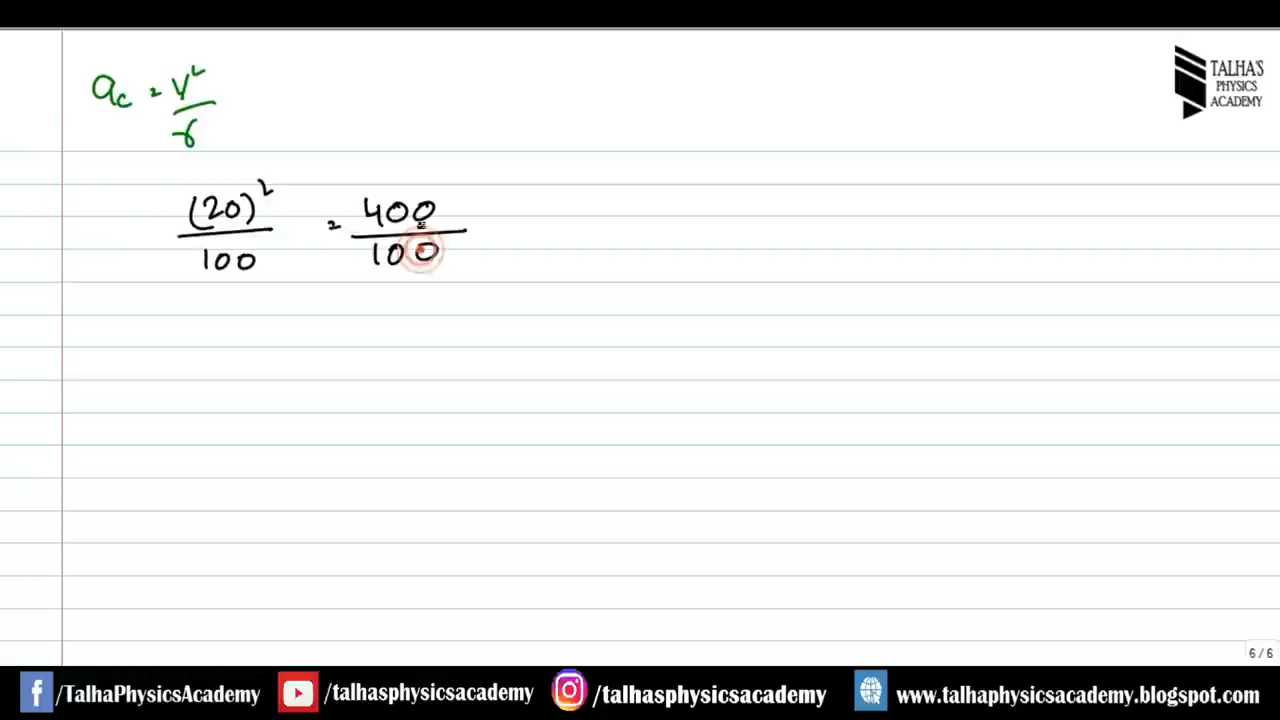 a_c = v²/r
(20)²/100 = 400/100
TALHA'S
PHYSICS
ACADEMY
6 / 6
/TalhaPhysicsAcademy
/talhasphysicsacademy
/talhasphysicsacademy
www.talhaphysicsacademy.blogspot.com